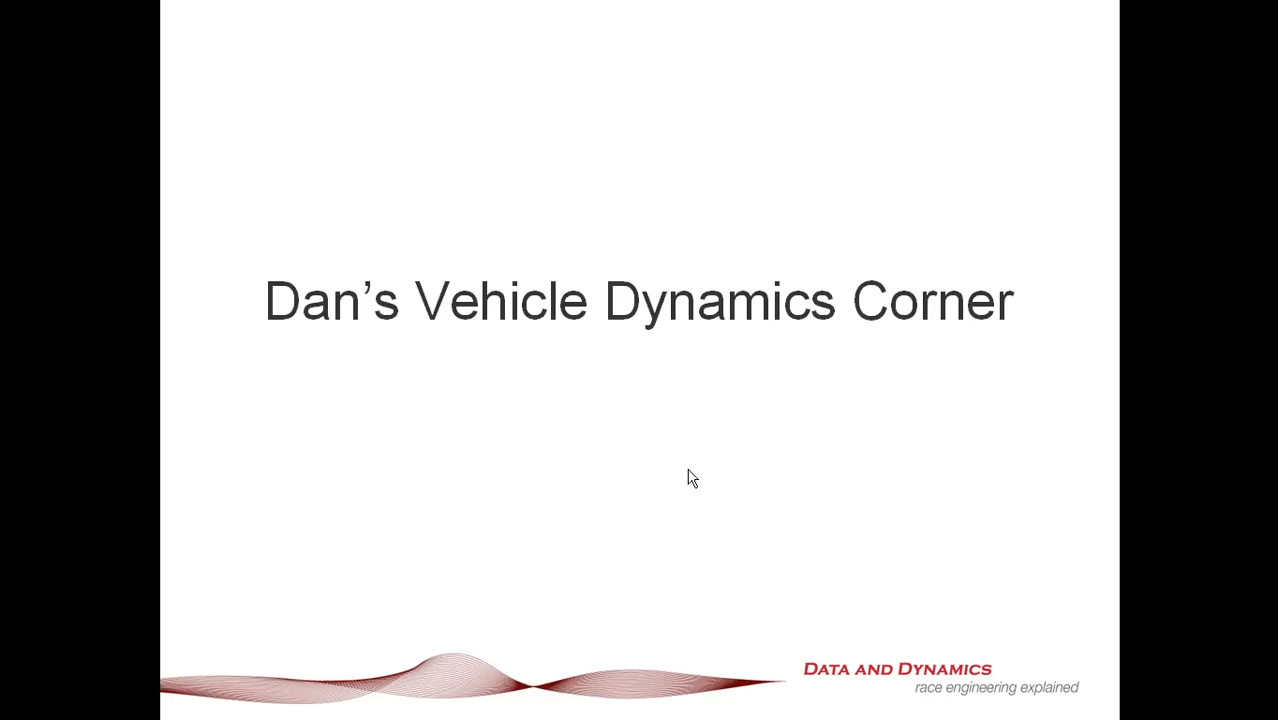 Dan’s Vehicle Dynamics Corner
DATA AND DYNAMICS
race engineering explained